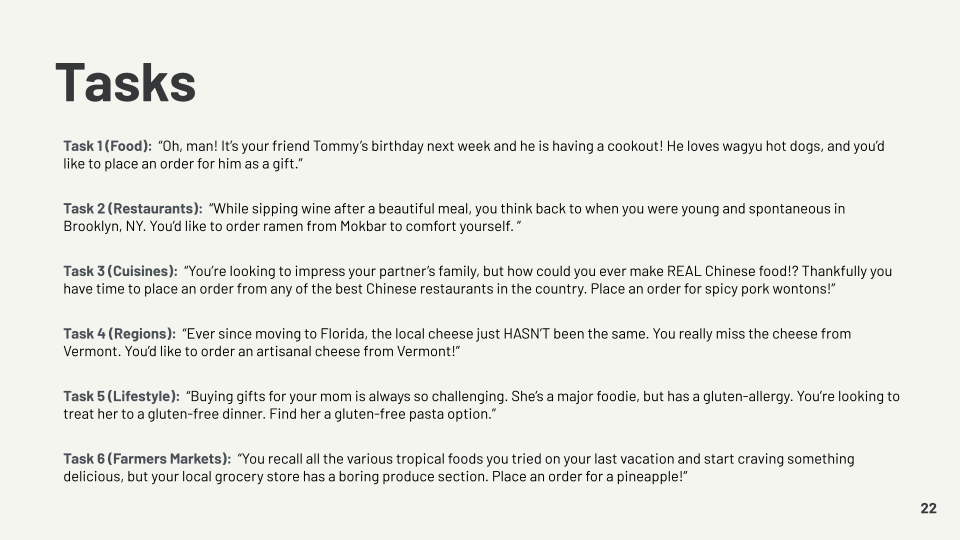 Tasks
Task 1 (Food): “Oh, man! It’s your friend Tommy’s birthday next week and he is having a cookout! He loves wagyu hot dogs, and you’d
like to place an order for him as a gift.”
Task 2 (Restaurants): “While sipping wine after a beautiful meal, you think back to when you were young and spontaneous in
Brooklyn, NY. You’d like to order ramen from Mokbar to comfort yourself. ”
Task 3 (Cuisines): “You’re looking to impress your partner’s family, but how could you ever make REAL Chinese food!? Thankfully you
have time to place an order from any of the best Chinese restaurants in the country. Place an order for spicy pork wontons!”
Task 4 (Regions): “Ever since moving to Florida, the local cheese just HASN’T been the same. You really miss the cheese from
Vermont. You’d like to order an artisanal cheese from Vermont!”
Task 5 (Lifestyle): “Buying gifts for your mom is always so challenging. She’s a major foodie, but has a gluten-allergy. You’re looking to
treat her to a gluten-free dinner. Find her a gluten-free pasta option.”
Task 6 (Farmers Markets): “You recall all the various tropical foods you tried on your last vacation and start craving something
delicious, but your local grocery store has a boring produce section. Place an order for a pineapple!”
22